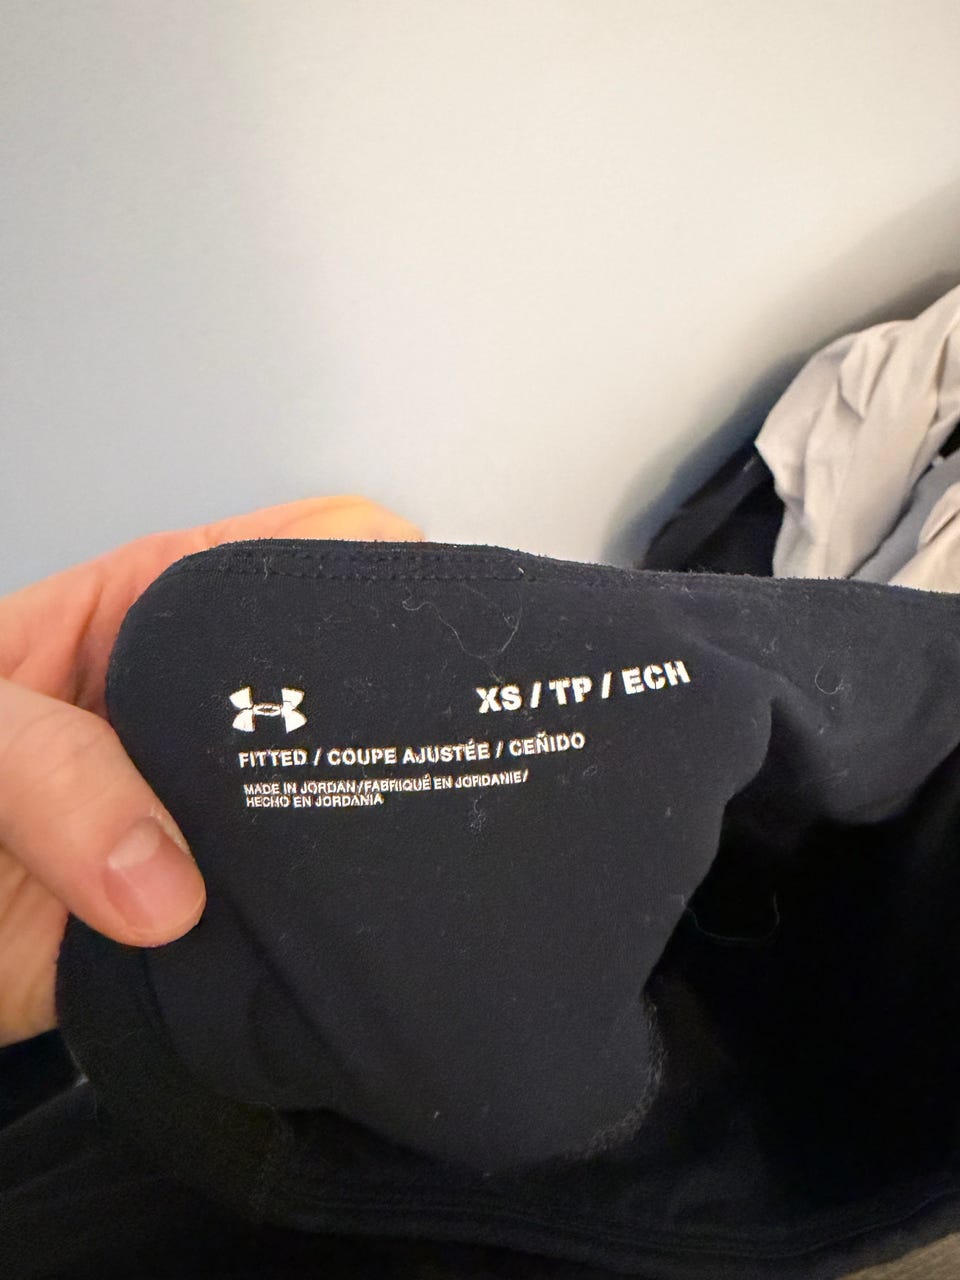 XS / TP / ECH
FITTED / COUPE AJUSTÉE / CEÑIDO
MADE IN JORDAN/FABRIQUÉ EN JORDANIE/
HECHO EN JORDANIA